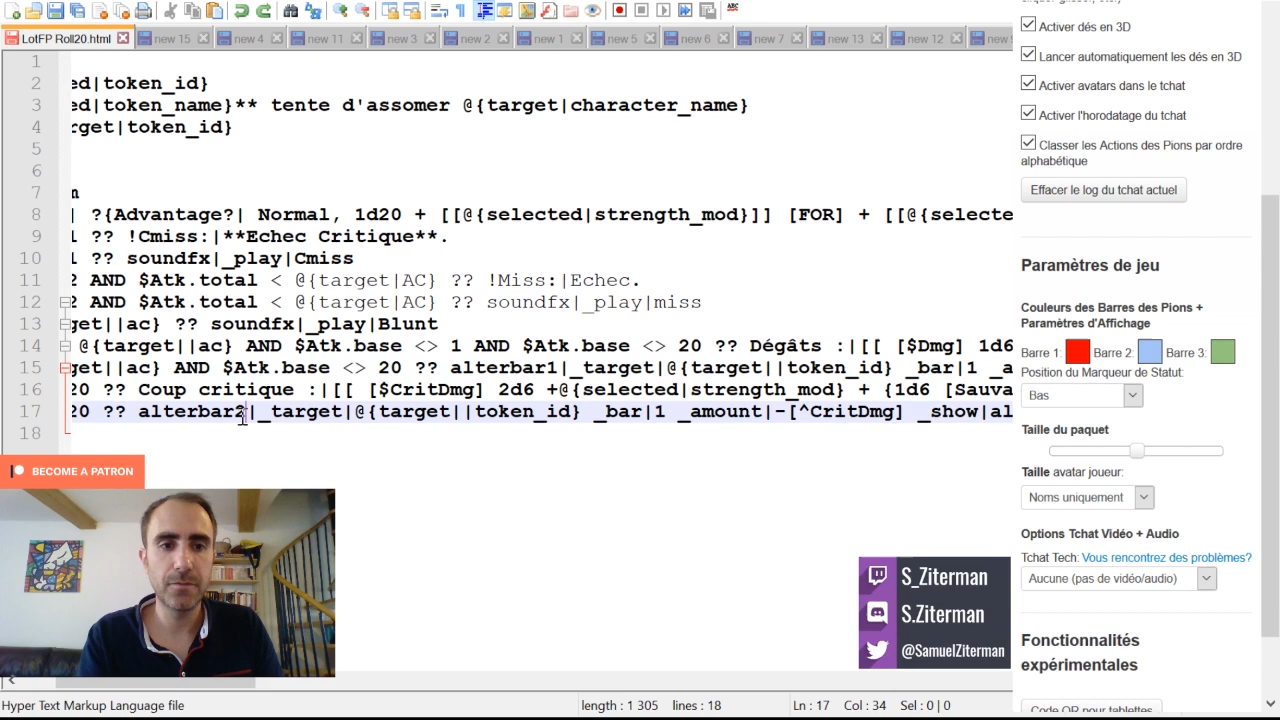 ABC
LotFP Roll20.html
new 15
new 4
new 11
new 3
new 2
new 1
new 5
new 6
new 7
new 13
new 12
Activer dés en 3D
Lancer automatiquement les dés en 3D
Activer avatars dans le tchat
Activer l'horodatage du tchat
Classer les Actions des Pions par ordre
alphabétique
Effacer le log du tchat actuel
1
2 ed|token_id}
3 ed|token_name}** tente d'assomer @{target|character_name}
4 rget|token_id}
5
6
7
8 | ?{Advantage?| Normal, 1d20 + [[@{selected|strength_mod}]] [FOR] + [[@{selecte
9 1 ?? !Cmiss:|**Echec Critique**.
10 1 ?? soundfx|_play|Cmiss
11 2 AND $Atk.total < @{target|AC} ?? !Miss:|Echec.
12 2 AND $Atk.total < @{target|AC} ?? soundfx|_play|miss
13 get||ac} ?? soundfx|_play|Blunt
14 @{target||ac} AND $Atk.base <> 1 AND $Atk.base <> 20 ?? Dégâts :|[[ [$Dmg] 1d6
15 get||ac} AND $Atk.base <> 20 ?? alterbar1|_target|@{target||token_id} _bar|1 _a
16 20 ?? Coup critique :|[[ [$CritDmg] 2d6 +@{selected|strength_mod} + {1d6 [Sauva
17 20 ?? alterbar2|_target|@{target||token_id} _bar|1 _amount|-[^CritDmg] _show|al
18
Paramètres de jeu
Couleurs des Barres des Pions +
Paramètres d'Affichage
Barre 1: Barre 2: Barre 3:
Position du Marqueur de Statut:
Bas
Taille du paquet
Taille avatar joueur:
Noms uniquement
Options Tchat Vidéo + Audio
Tchat Tech: Vous rencontrez des problèmes?
Aucune (pas de vidéo/audio)
Fonctionnalités
expérimentales
Code QR pour tablettes
BECOME A PATRON
S_Ziterman
S.Ziterman
@SamuelZiterman
Hyper Text Markup Language file
length : 1 305 lines : 18
Ln : 17 Col : 34 Sel : 0 | 0